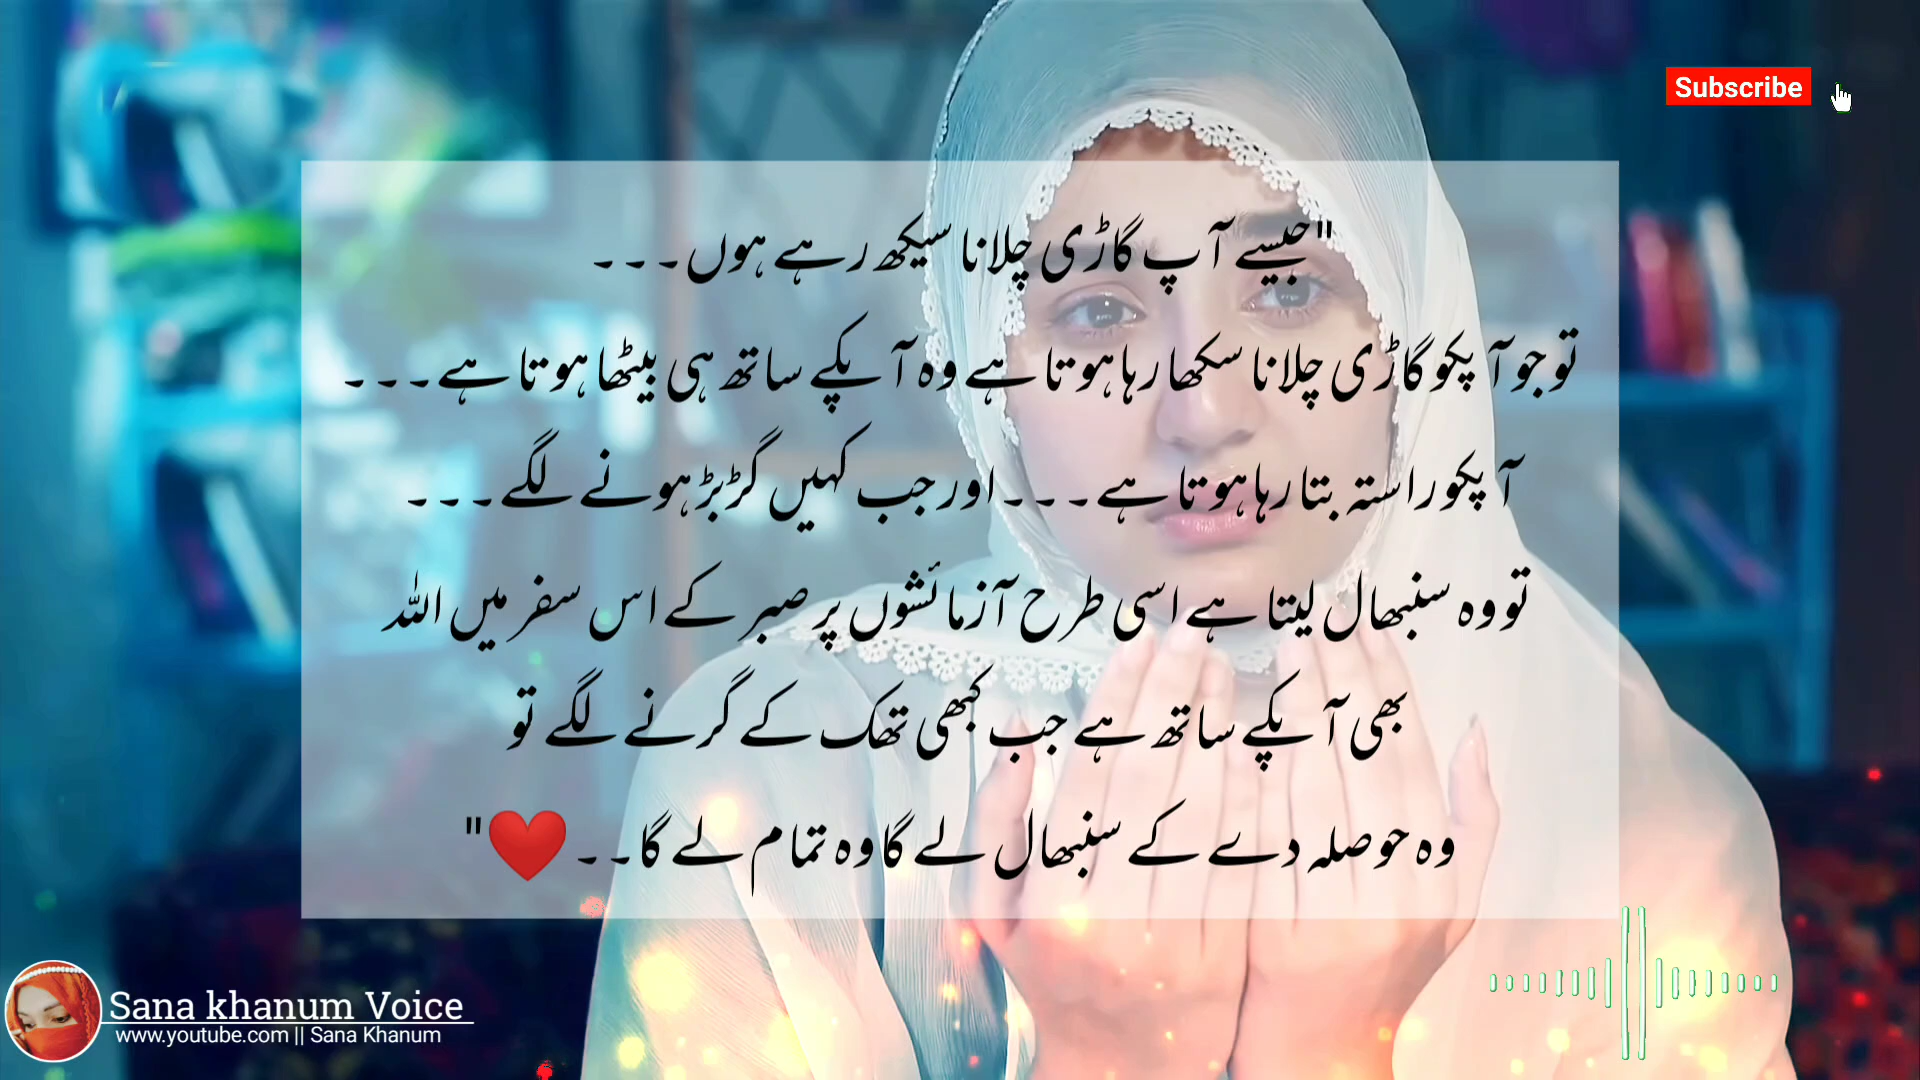 Subscribe
"جیسے آپ گاڑی چلانا سیکھ رہے ہوں۔۔۔
تو جو آپکو گاڑی چلانا سکھا رہا ہوتا ہے وہ آپکے ساتھ ہی بیٹھا ہوتا ہے۔۔۔
آپکو راستہ بتا رہا ہوتا ہے۔۔۔اور جب کہیں گڑبڑ ہونے لگے۔۔۔
تو وہ سنبھال لیتا ہے اسی طرح آزمائشوں پر صبر کے اس سفر میں اللہ
بھی آپکے ساتھ ہے جب کبھی تھک کے گرنے لگے تو
وہ حوصلہ دے کے سنبھال لے گا وہ تمام لے گا۔۔❤️"
Sana khanum Voice
www.youtube.com || Sana Khanum